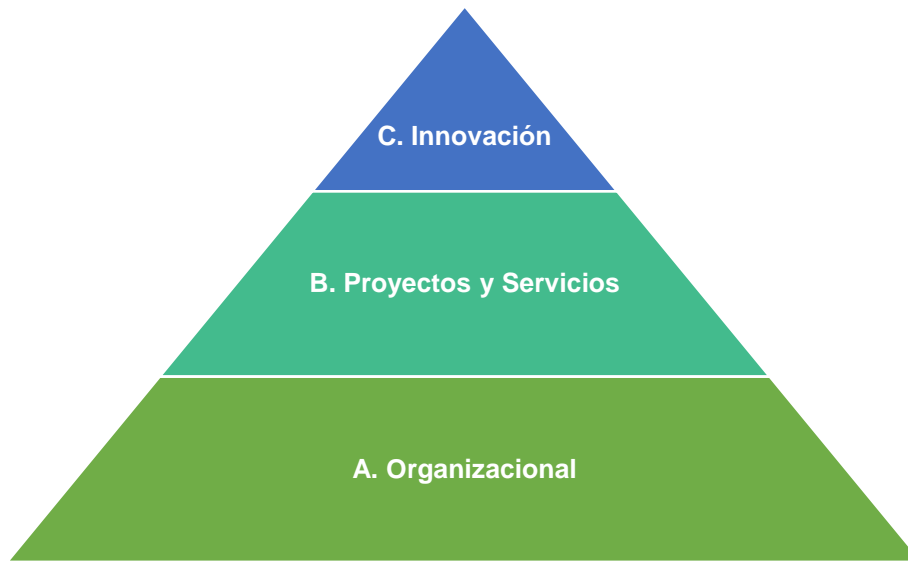 C. Innovación
B. Proyectos y Servicios
A. Organizacional